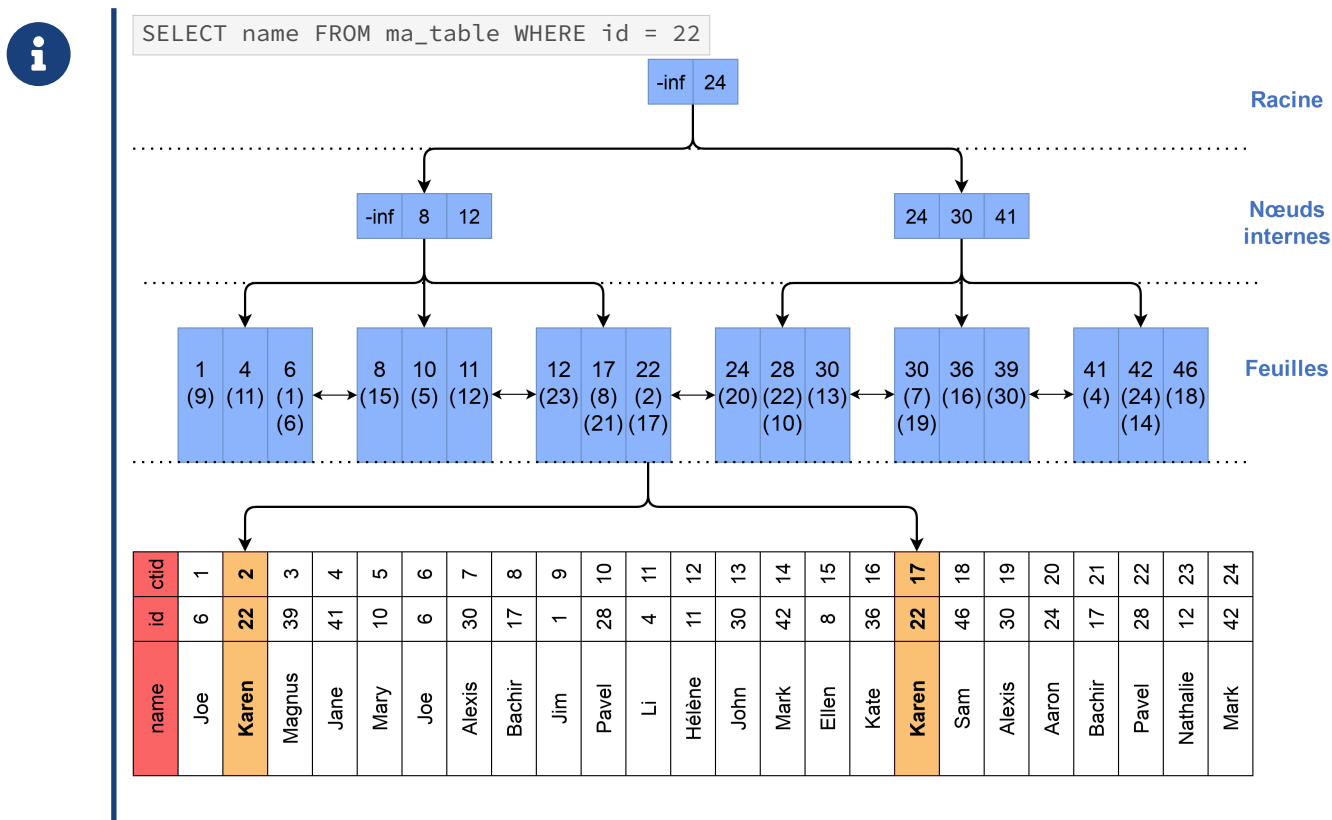 SELECT name FROM ma_table WHERE id = 22
-inf 24
Racine
-inf 8 12
24 30 41
Nœuds
internes
1 4 6 8 10 11 12 17 22 24 28 30 30 36 39 41 42 46
Feuilles
(9) (11) (1) (15) (5) (12) (23) (8) (2) (20) (22) (13) (7) (16) (30) (4) (24) (18)
(6) (21) (17) (10) (19) (14)
ctid 1 2 3 4 5 6 7 8 9 10 11 12 13 14 15 16 17 18 19 20 21 22 23 24
id 6 22 39 41 10 6 30 17 1 28 4 11 30 42 8 36 22 46 30 24 17 28 12 42
name Joe Karen Magnus Jane Mary Joe Alexis Bachir Jim Pavel Li Hélène John Mark Ellen Kate Karen Sam Alexis Aaron Bachir Pavel Nathalie Mark